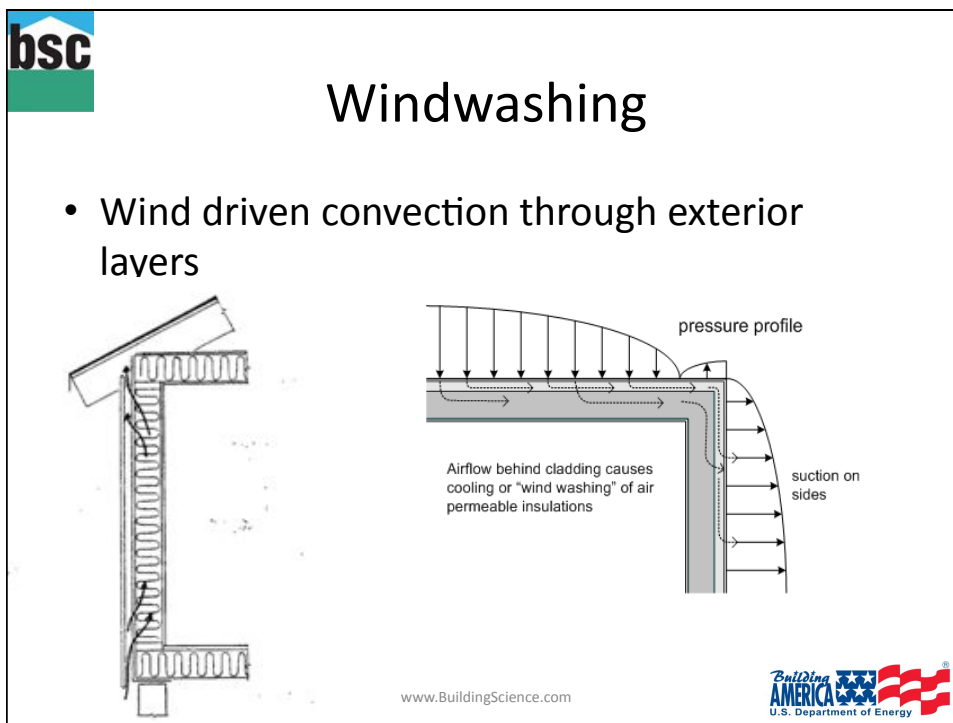 bsc
Windwashing
• Wind driven convection through exterior
layers
pressure profile
Airflow behind cladding causes
cooling or “wind washing” of air
permeable insulations
suction on
sides
www.BuildingScience.com
Building
AMERICA
®
U.S. Department of Energy